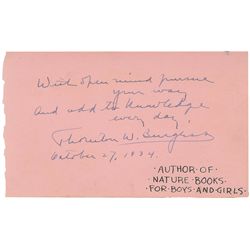 With open mind pursue
your way
And add to knowledge
every day.
Thornton W. Burgess
October 27, 1934.
AUTHOR OF
NATURE BOOKS
FOR BOYS AND GIRLS.